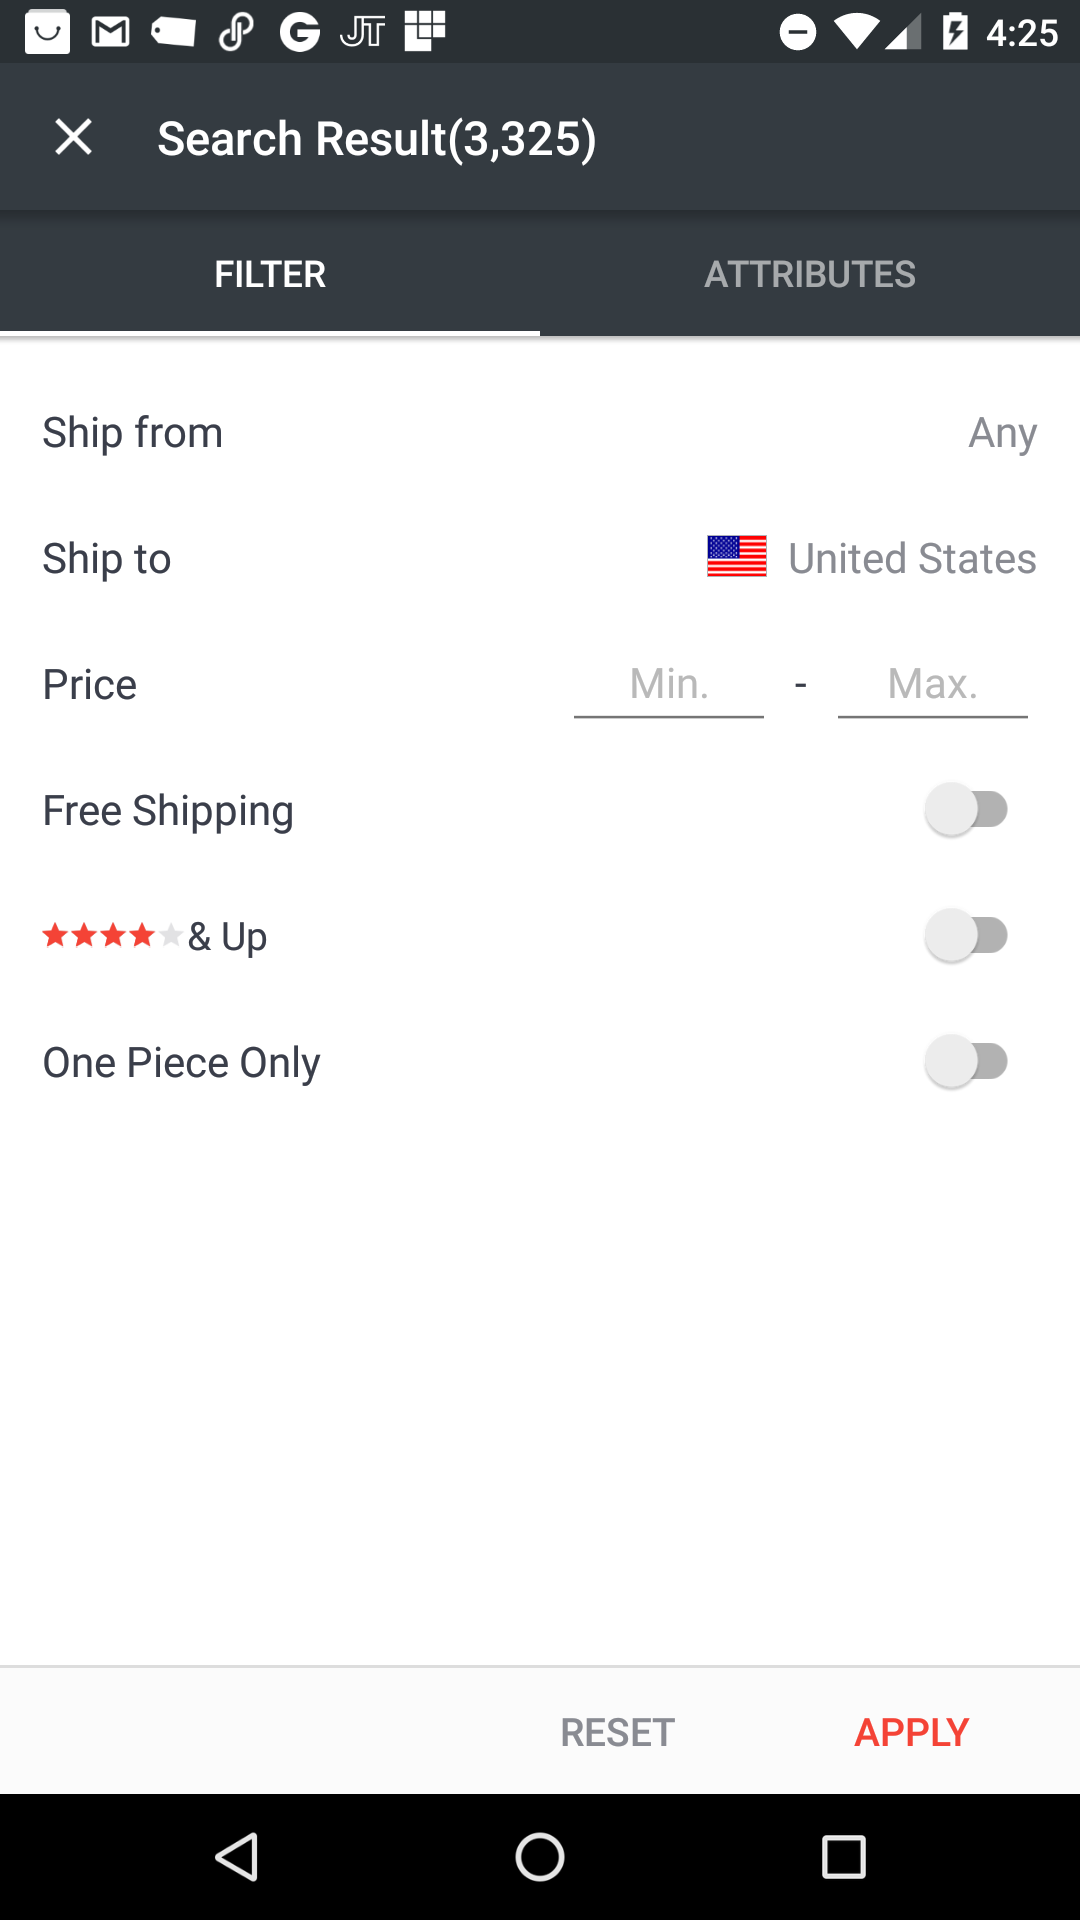 4:25
Search Result(3,325)
FILTER
ATTRIBUTES
Ship from
Any
Ship to
United States
Price
Min.
-
Max.
Free Shipping
& Up
One Piece Only
RESET
APPLY